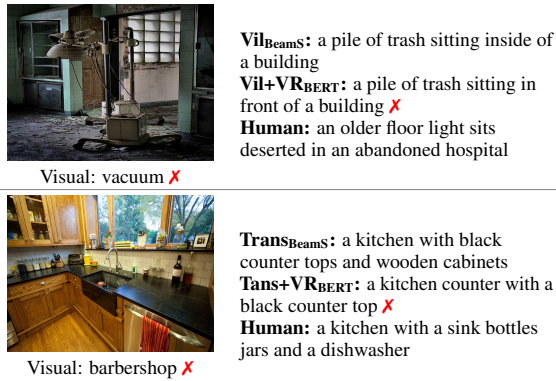 Vil_BeamS: a pile of trash sitting inside of
a building
Vil+VR_BERT: a pile of trash sitting in
front of a building ✗
Human: an older floor light sits
deserted in an abandoned hospital
Visual: vacuum ✗
Trans_BeamS: a kitchen with black
counter tops and wooden cabinets
Tans+VR_BERT: a kitchen counter with a
black counter top ✗
Human: a kitchen with a sink bottles
jars and a dishwasher
Visual: barbershop ✗